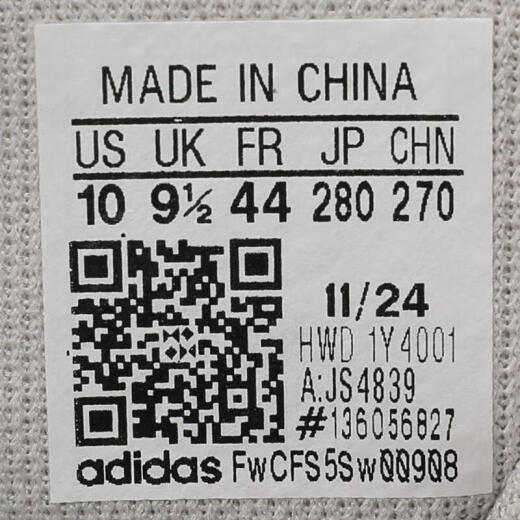 MADE IN CHINA
US UK FR JP CHN
10 9½ 44 280 270
11/24
HWD 1Y4001
A:JS4839
#136056827
adidas FwCFS5Sw00908